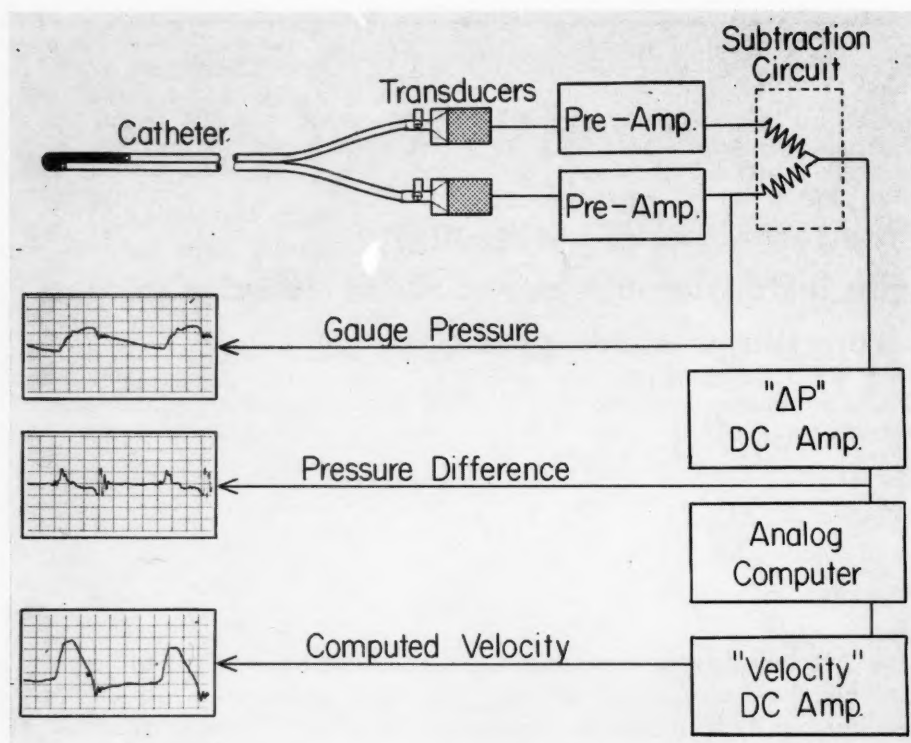 Subtraction
Circuit
Transducers
Pre-Amp.
Catheter
Pre-Amp.
Gauge Pressure
"ΔP"
DC Amp.
Pressure Difference
Analog
Computer
Computed Velocity
"Velocity"
DC Amp.